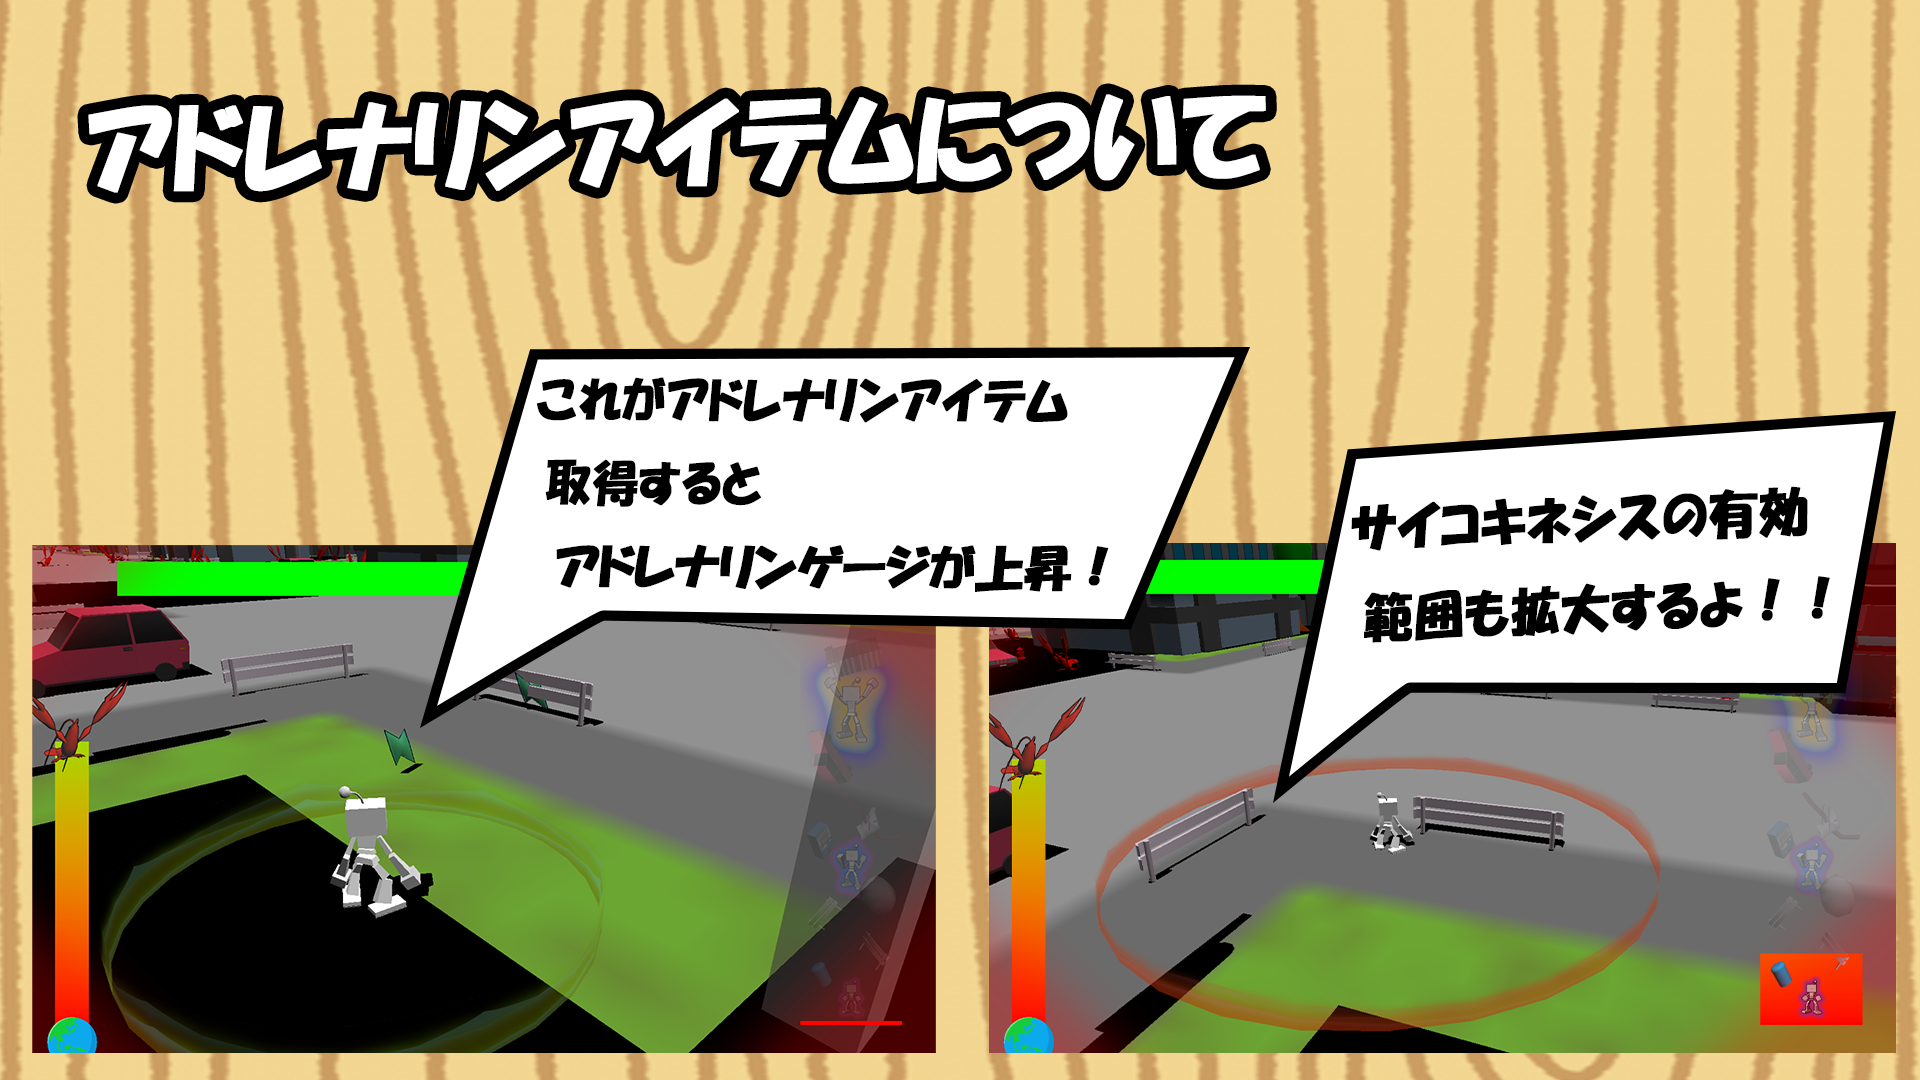 アドレナリンアイテムについて
これがアドレナリンアイテム
取得すると
アドレナリンゲージが上昇！
サイコキネシスの有効
範囲も拡大するよ！！